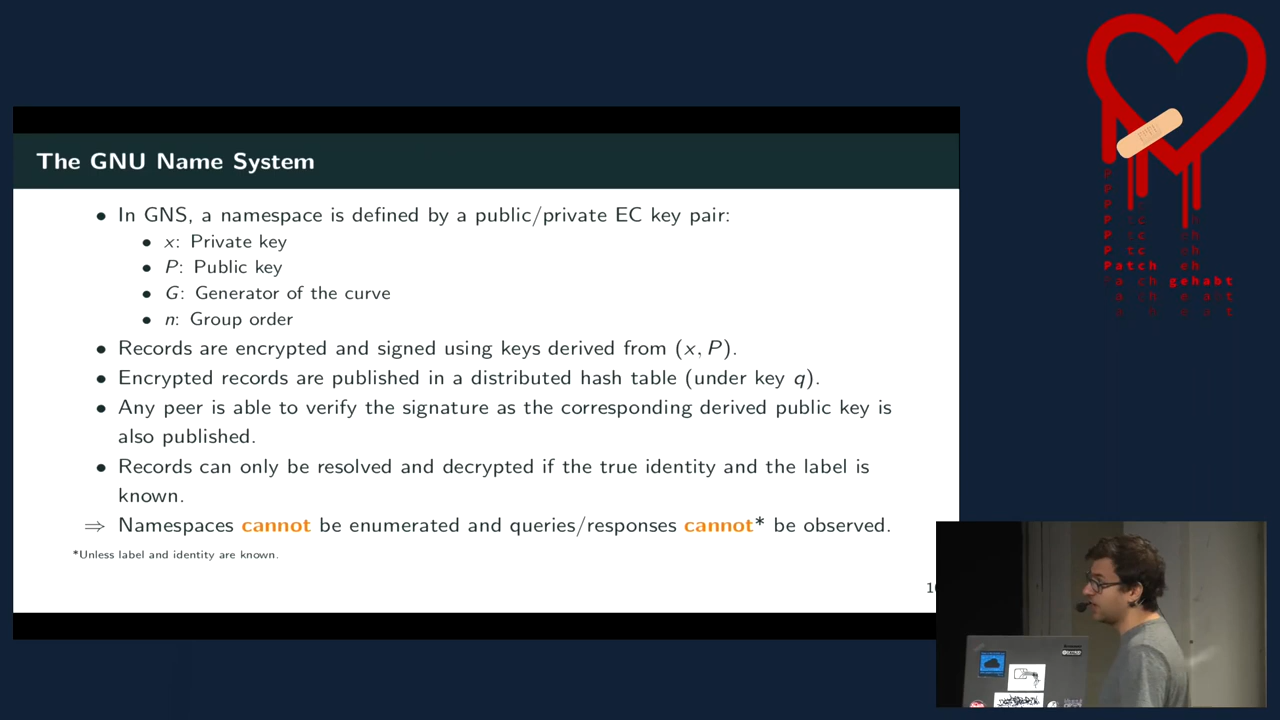 The GNU Name System
• In GNS, a namespace is defined by a public/private EC key pair:
• x: Private key
• P: Public key
• G: Generator of the curve
• n: Group order
• Records are encrypted and signed using keys derived from (x, P).
• Encrypted records are published in a distributed hash table (under key q).
• Any peer is able to verify the signature as the corresponding derived public key is
also published.
• Records can only be resolved and decrypted if the true identity and the label is
known.
⇒ Namespaces cannot be enumerated and queries/responses cannot* be observed.
*Unless label and identity are known.
Patch
gehabt